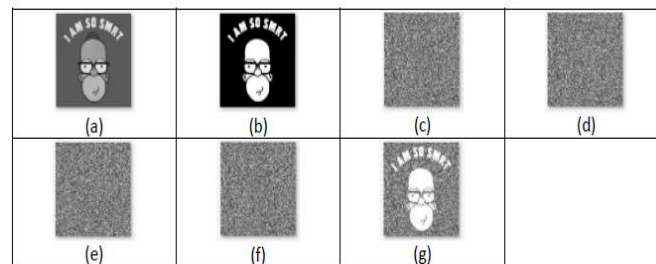 I AM SO SMRT
I AM SO SMRT
(a)
(b)
(c)
(d)
I AM SO SMRT
(e)
(f)
(g)